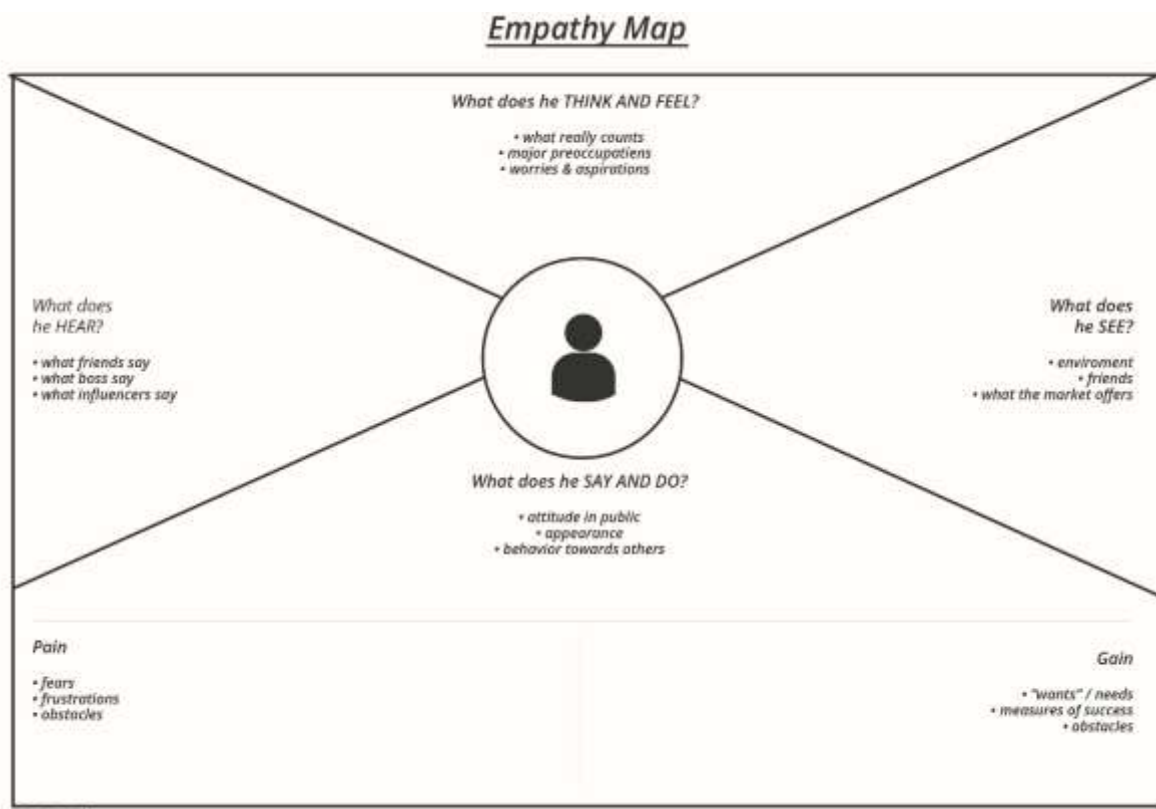 Empathy Map
What does he THINK AND FEEL?
• what really counts
• major preoccupatiens
• worries & aspirations
What does
he HEAR?
• what friends say
• what boss say
• what influencers say
What does
he SEE?
• enviroment
• friends
• what the market offers
What does he SAY AND DO?
• attitude in public
• appearance
• behavior towards others
Pain
• fears
• frustrations
• obstacles
Gain
• "wants" / needs
• measures of success
• obstacles